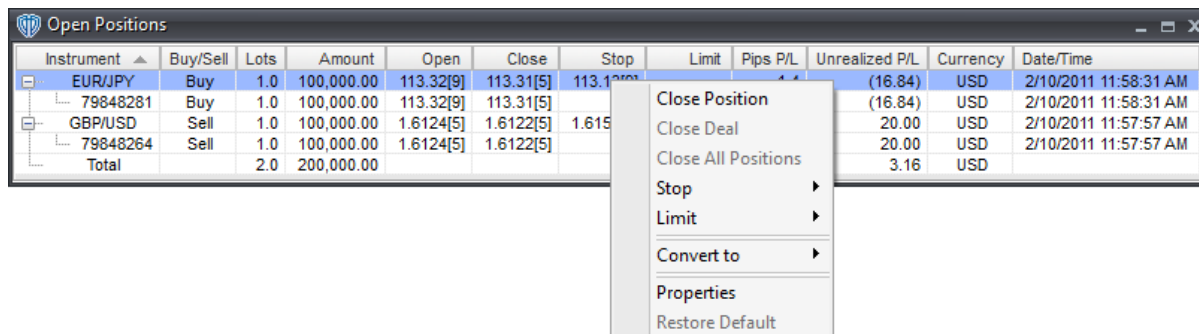 Open Positions
Instrument Buy/Sell Lots Amount Open Close Stop Limit Pips P/L Unrealized P/L Currency Date/Time
EUR/JPY Buy 1.0 100,000.00 113.32[9] 113.31[5] (16.84) USD 2/10/2011 11:58:31 AM
79848281 Buy 1.0 100,000.00 113.32[9] 113.31[5] (16.84) USD 2/10/2011 11:58:31 AM
GBP/USD Sell 1.0 100,000.00 1.6124[5] 1.6122[5] 1.615 20.00 USD 2/10/2011 11:57:57 AM
79848264 Sell 1.0 100,000.00 1.6124[5] 1.6122[5] 20.00 USD 2/10/2011 11:57:57 AM
Total 2.0 200,000.00 3.16 USD
Close Position
Close Deal
Close All Positions
Stop
Limit
Convert to
Properties
Restore Default